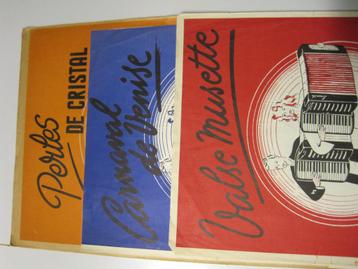 Perles
DE CRISTAL
Carnaval
de Venise
Valse Musette